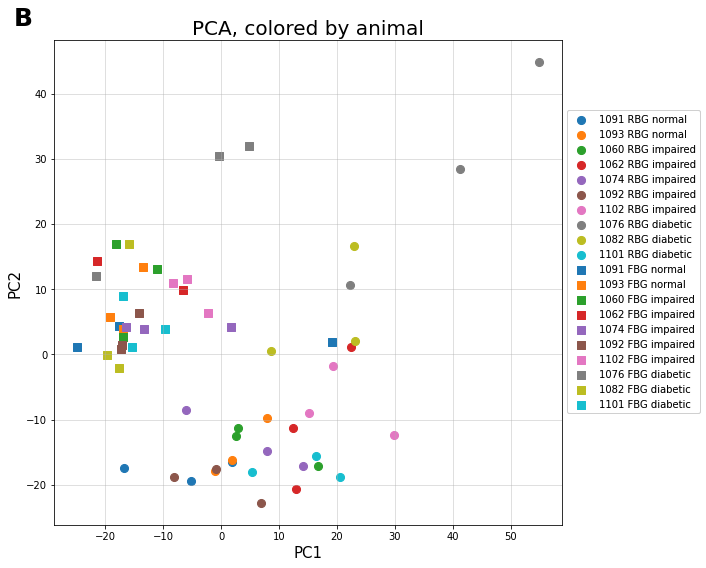 B
PCA, colored by animal
PC2
40
30
20
10
0
−10
−20
−20
−10
0
10
20
30
40
50
PC1
1091 RBG normal
1093 RBG normal
1060 RBG impaired
1062 RBG impaired
1074 RBG impaired
1092 RBG impaired
1102 RBG impaired
1076 RBG diabetic
1082 RBG diabetic
1101 RBG diabetic
1091 FBG normal
1093 FBG normal
1060 FBG impaired
1062 FBG impaired
1074 FBG impaired
1092 FBG impaired
1102 FBG impaired
1076 FBG diabetic
1082 FBG diabetic
1101 FBG diabetic